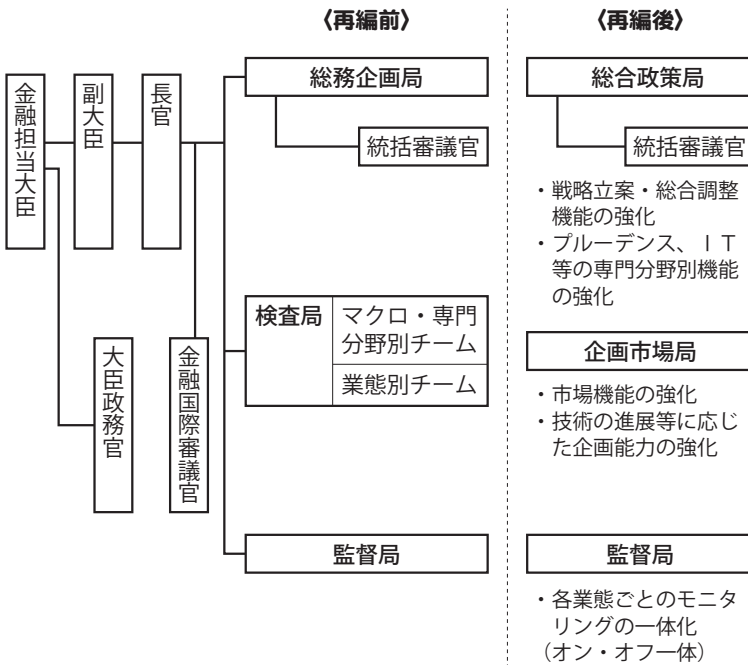 〈再編前〉
〈再編後〉
金融担当大臣
副大臣
長官
大臣政務官
金融国際審議官
総務企画局
統括審議官
検査局
マクロ・専門
分野別チーム
業態別チーム
監督局
総合政策局
統括審議官
・戦略立案・総合調整
機能の強化
・プルーデンス、ＩＴ
等の専門分野別機能
の強化
企画市場局
・市場機能の強化
・技術の進展等に応じ
た企画能力の強化
監督局
・各業態ごとのモニタ
リングの一体化
（オン・オフ一体）